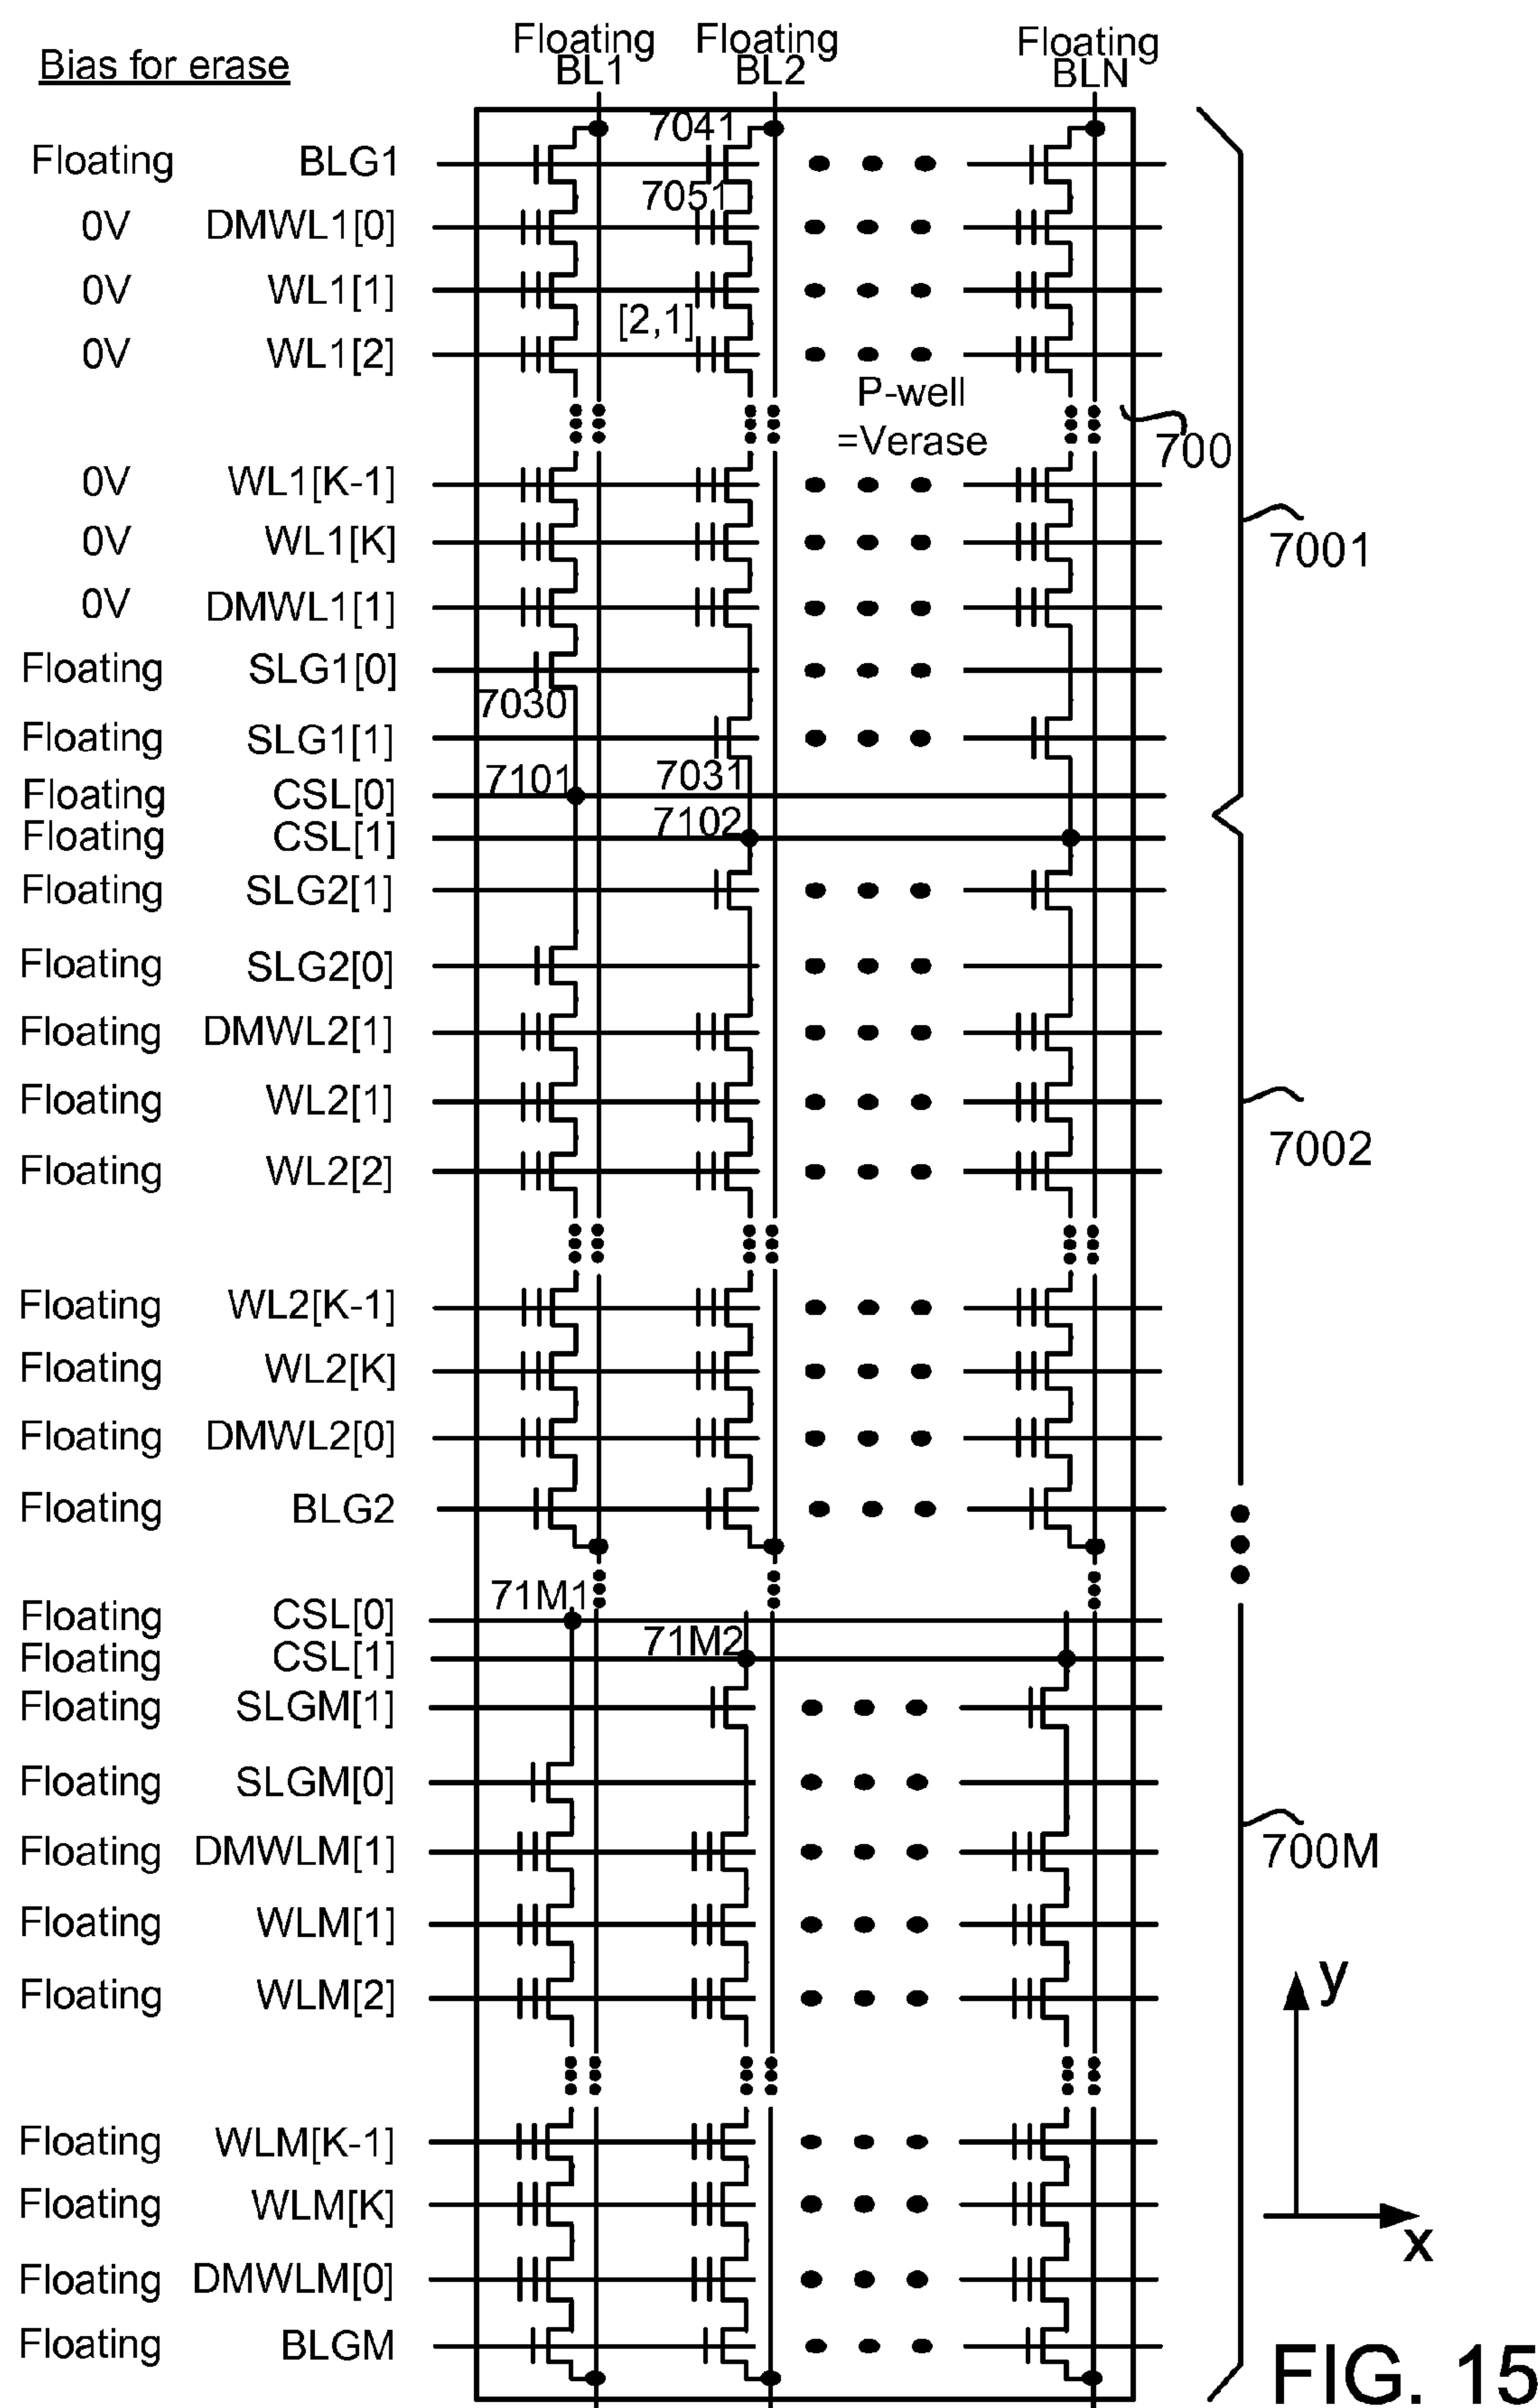 Bias for erase
Floating Floating Floating
BL1 BL2 BLN
7041
Floating BLG1
7051
0V DMWL1[0]
0V WL1[1]
[2,1]
0V WL1[2]
P-well
=Verase
700
0V WL1[K-1]
0V WL1[K]
7001
0V DMWL1[1]
Floating SLG1[0]
7030
Floating SLG1[1]
7101 7031
Floating CSL[0]
7102
Floating CSL[1]
Floating SLG2[1]
Floating SLG2[0]
Floating DMWL2[1]
Floating WL2[1]
7002
Floating WL2[2]
Floating WL2[K-1]
Floating WL2[K]
Floating DMWL2[0]
Floating BLG2
71M1
Floating CSL[0]
71M2
Floating CSL[1]
Floating SLGM[1]
Floating SLGM[0]
Floating DMWLM[1]
700M
Floating WLM[1]
Floating WLM[2]
y
Floating WLM[K-1]
Floating WLM[K]
x
Floating DMWLM[0]
Floating BLGM
FIG. 15